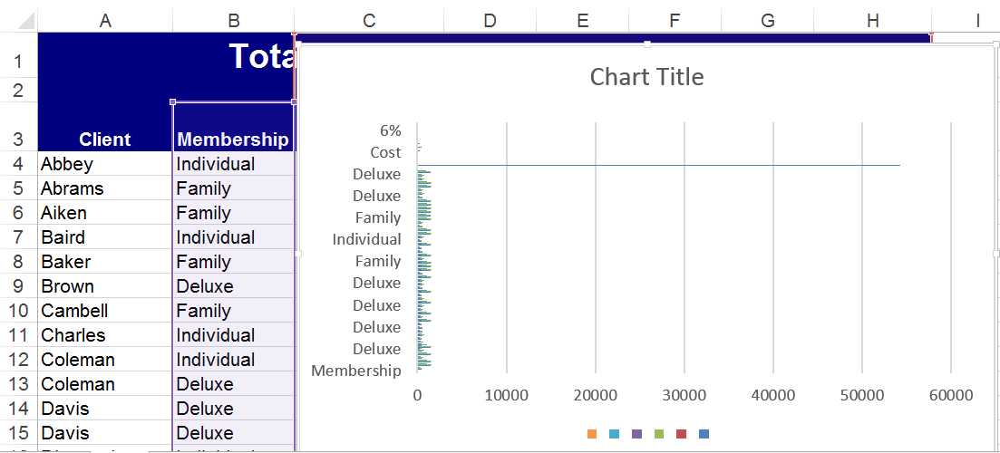 A B C D E F G H I
1 Tota
2
3 Client Membership
4 Abbey Individual
5 Abrams Family
6 Aiken Family
7 Baird Individual
8 Baker Family
9 Brown Deluxe
10 Cambell Family
11 Charles Individual
12 Coleman Individual
13 Coleman Deluxe
14 Davis Deluxe
15 Davis Deluxe
Chart Title
6%
Cost
Deluxe
Deluxe
Family
Individual
Family
Deluxe
Deluxe
Deluxe
Deluxe
Membership
0 10000 20000 30000 40000 50000 60000